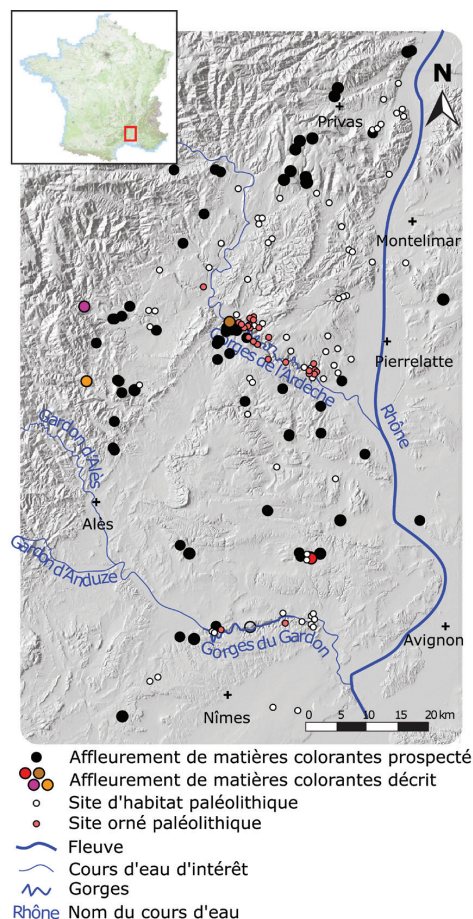 N
Privas
Montelimar
Pierrelatte
Gorges de l'Ardèche
Rhône
Gardon d'Alès
Alès
Gardon d'Anduze
Gorges du Gardon
Avignon
Nîmes
0 5 10 15 20 km
Affleurement de matières colorantes prospecté
Affleurement de matières colorantes décrit
Site d'habitat paléolithique
Site orné paléolithique
Fleuve
Cours d'eau d'intérêt
Gorges
Rhône Nom du cours d'eau